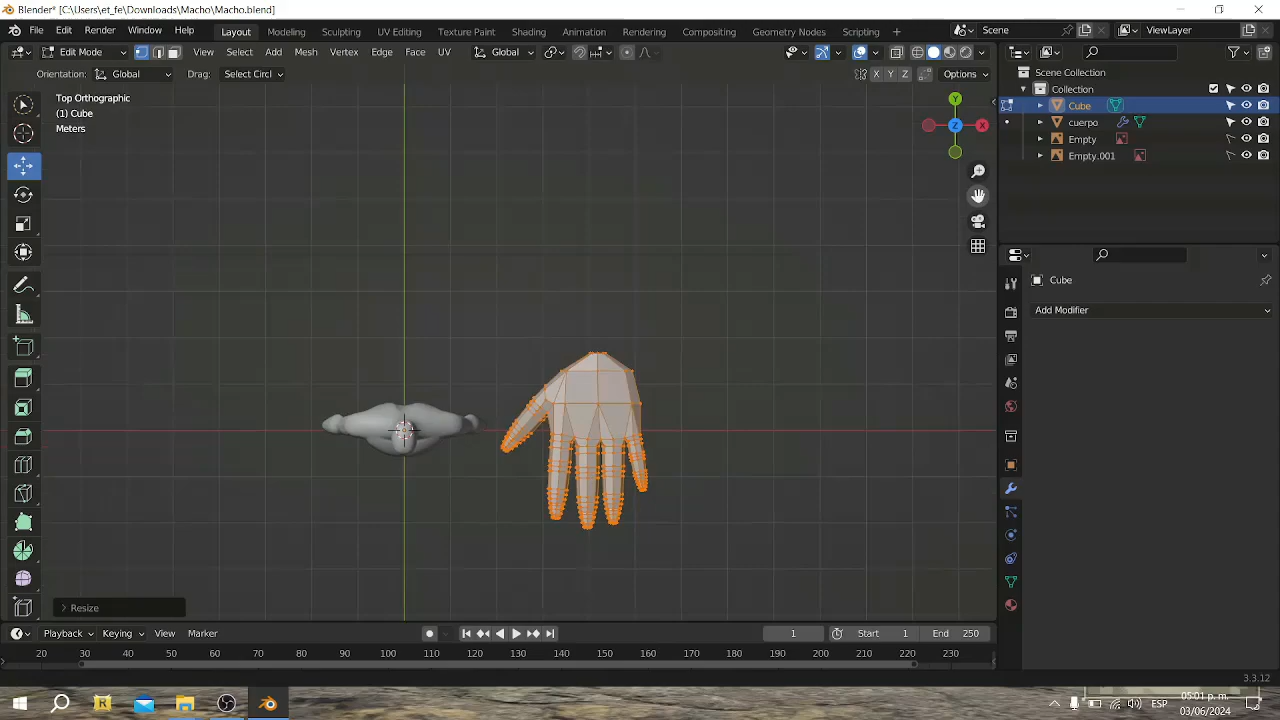 Blender* [C:\Users\et_fe\Downloads\Macho\Macho.blend]
File Edit Render Window Help Layout Modeling Sculpting UV Editing Texture Paint Shading Animation Rendering Compositing Geometry Nodes Scripting + Scene ViewLayer
Edit Mode View Select Add Mesh Vertex Edge Face UV Global
Orientation: Global Drag: Select Circl X Y Z Options
Top Orthographic
(1) Cube
Meters
Y
Z
X
Scene Collection
Collection
Cube
cuerpo
Empty
Empty.001
Cube
Add Modifier
Resize
Playback Keying View Marker 1 Start 1 End 250
20 30 40 50 60 70 80 90 100 110 120 130 140 150 160 170 180 190 200 210 220 230
3.3.12
R
ESP
05:01 p. m.
03/06/2024